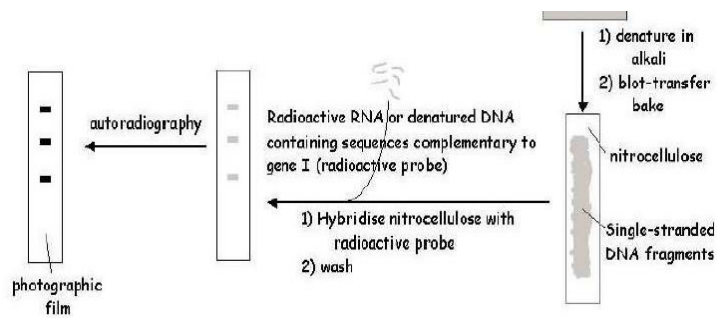 1) denature in
alkali
2) blot-transfer
bake
autoradiography
Radioactive RNA or denatured DNA
containing sequences complementary to
gene I (radioactive probe)
nitrocellulose
1) Hybridise nitrocellulose with
radioactive probe
2) wash
Single-stranded
DNA fragments
photographic
film